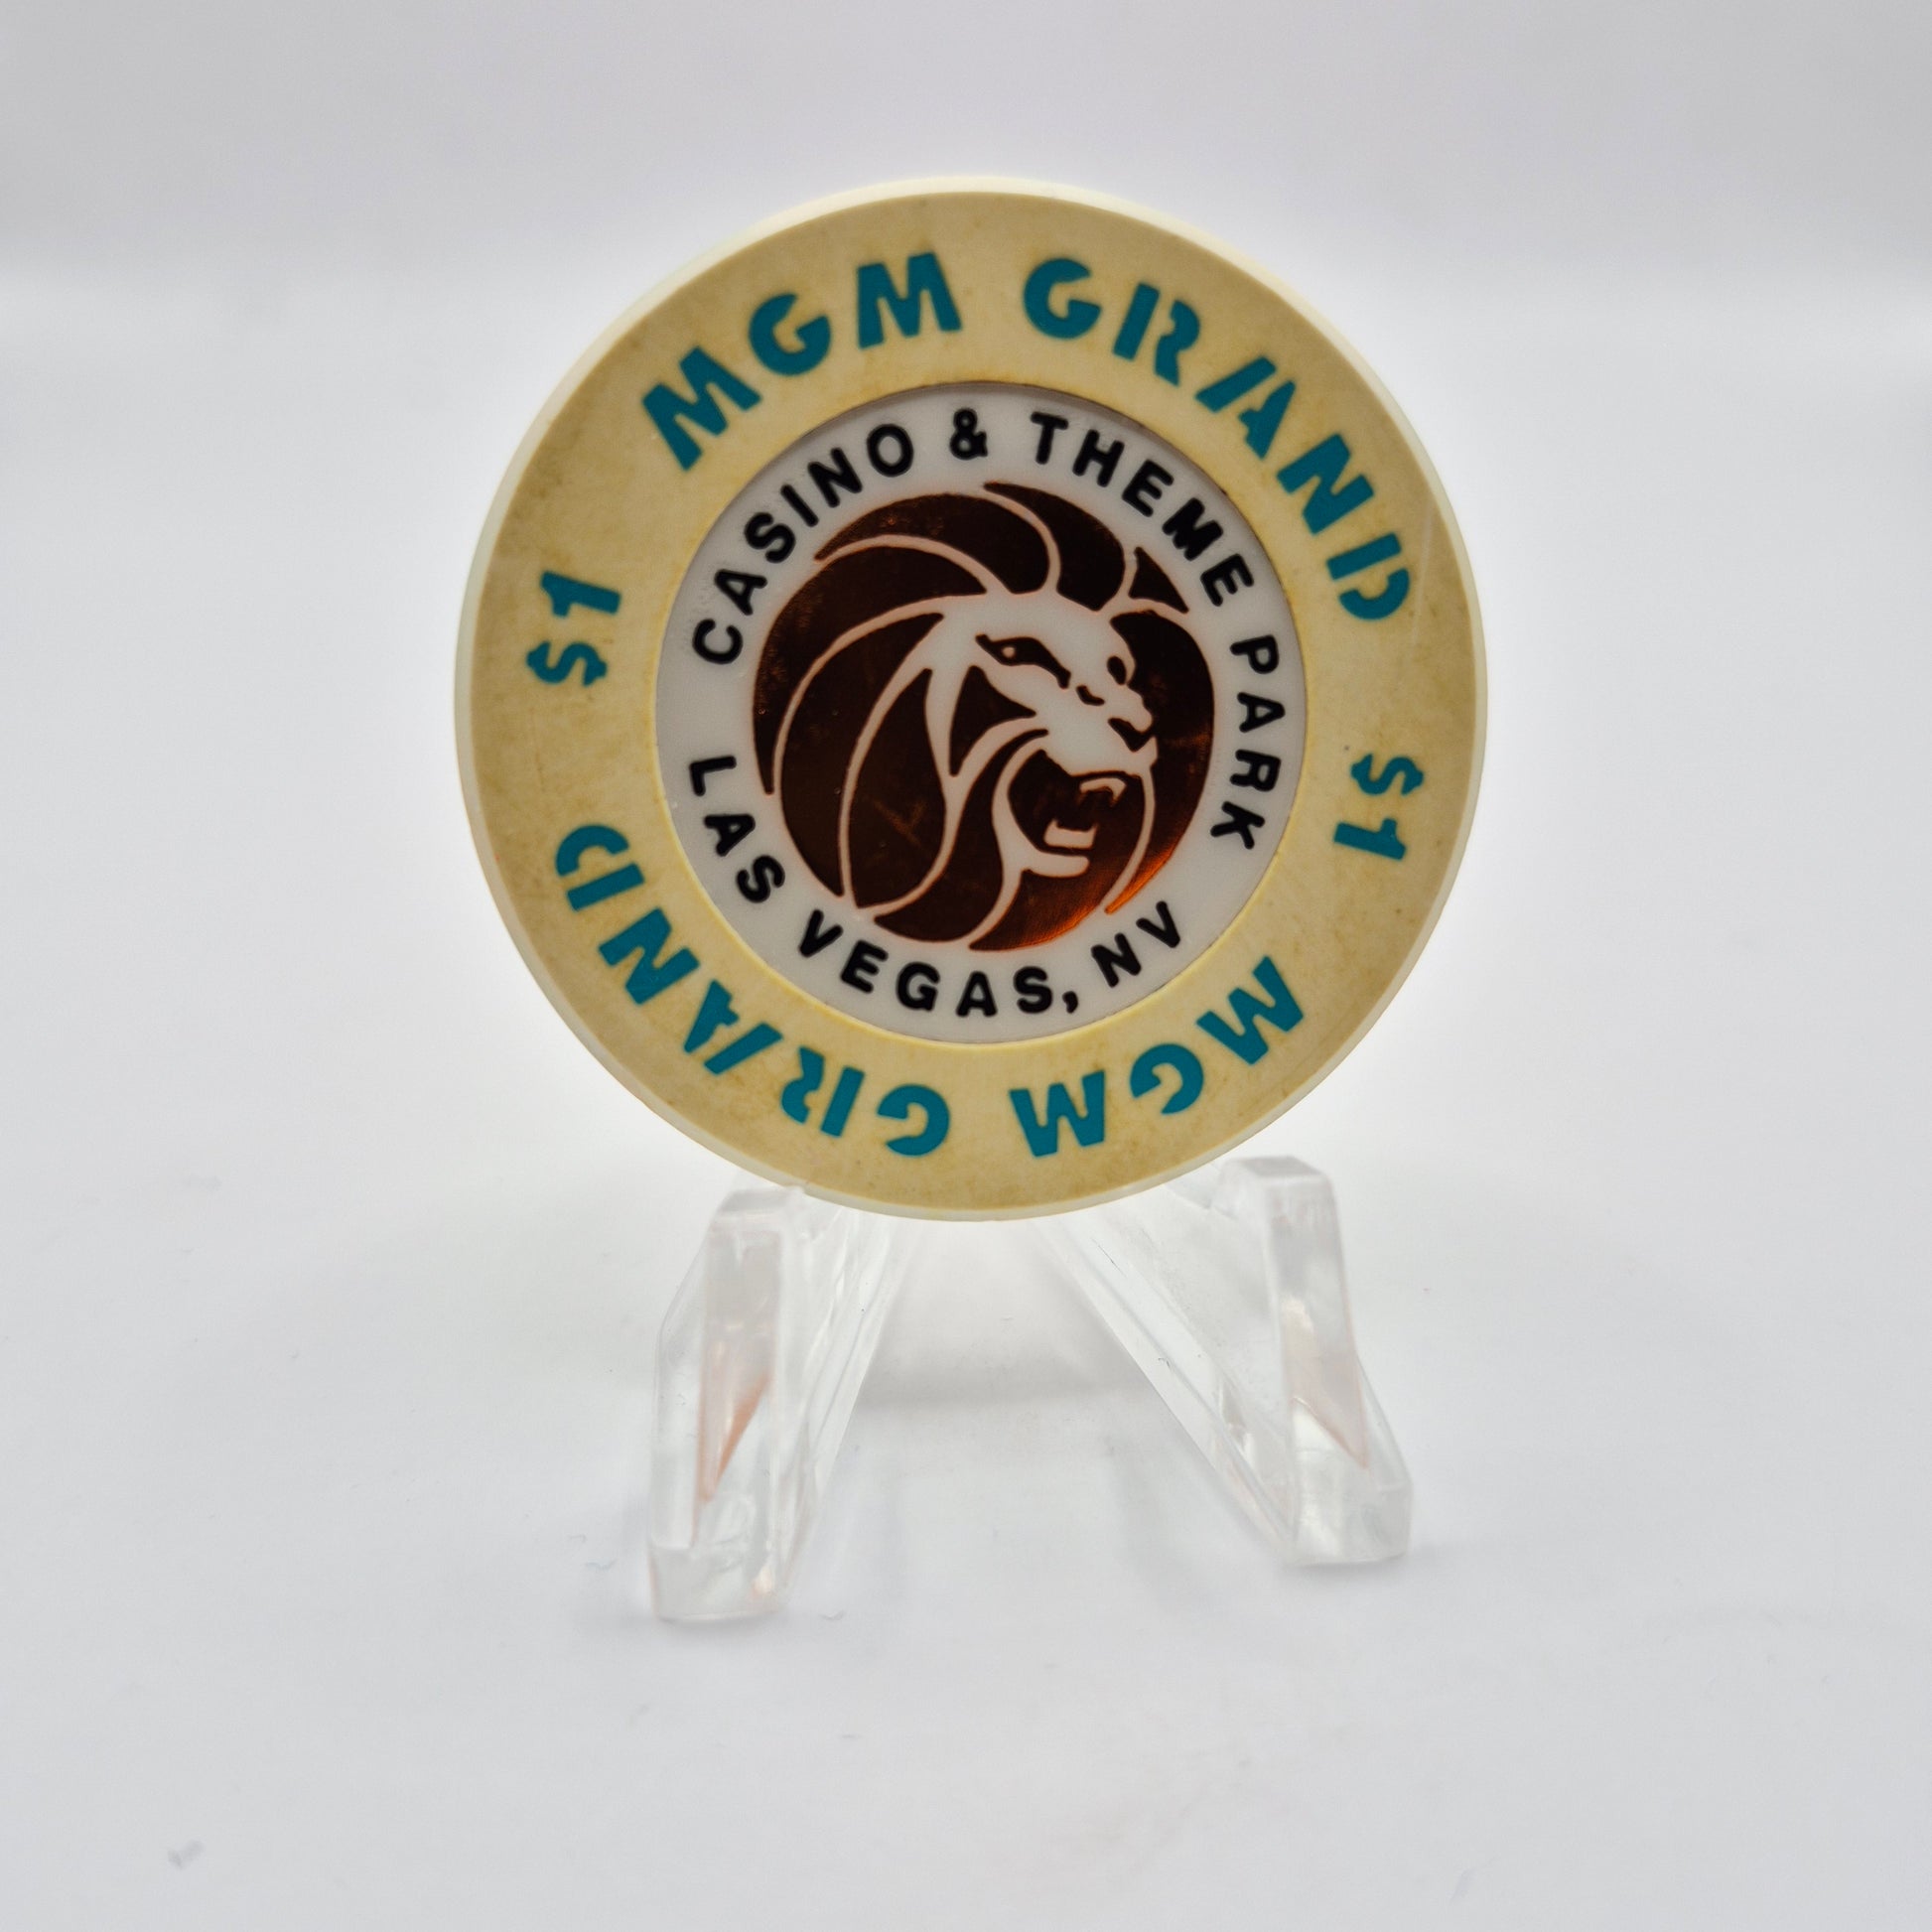 MGM GRAND
$1
$1
MGM GRAND
CASINO & THEME PARK
LAS VEGAS, NV